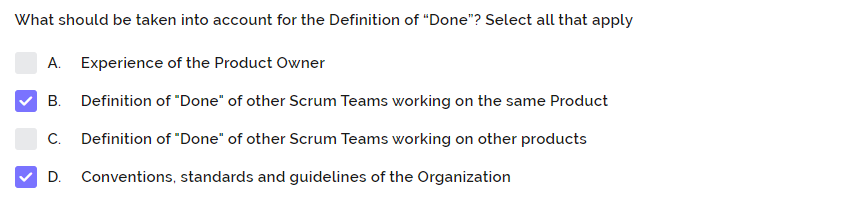 What should be taken into account for the Definition of “Done”? Select all that apply
A. Experience of the Product Owner
B. Definition of "Done" of other Scrum Teams working on the same Product
C. Definition of "Done" of other Scrum Teams working on other products
D. Conventions, standards and guidelines of the Organization